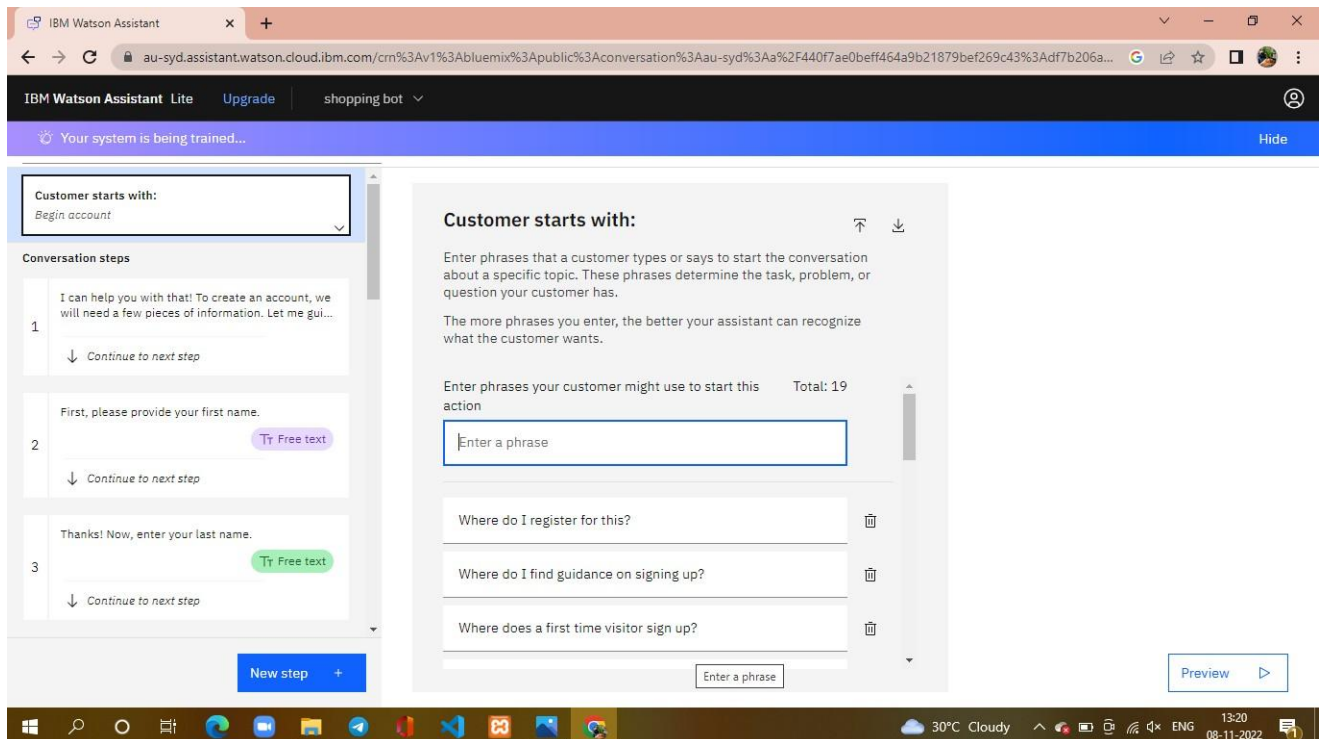 IBM Watson Assistant
au-syd.assistant.watson.cloud.ibm.com/crn%3Av1%3Abluemix%3Apublic%3Aconversation%3Aau-syd%3Aa%2F440f7ae0beff464a9b21879bef269c43%3Adf7b206a...
IBM Watson Assistant Lite Upgrade shopping bot
Your system is being trained... Hide
Customer starts with:
Begin account
Conversation steps
1
I can help you with that! To create an account, we
will need a few pieces of information. Let me gui...
Continue to next step
2
First, please provide your first name.
Tт Free text
Continue to next step
3
Thanks! Now, enter your last name.
Tт Free text
Continue to next step
New step +
Customer starts with:
Enter phrases that a customer types or says to start the conversation
about a specific topic. These phrases determine the task, problem, or
question your customer has.
The more phrases you enter, the better your assistant can recognize
what the customer wants.
Enter phrases your customer might use to start this
action
Total: 19
Enter a phrase
Where do I register for this?
Where do I find guidance on signing up?
Where does a first time visitor sign up?
Enter a phrase
Preview
30°C Cloudy ENG 13:20
08-11-2022